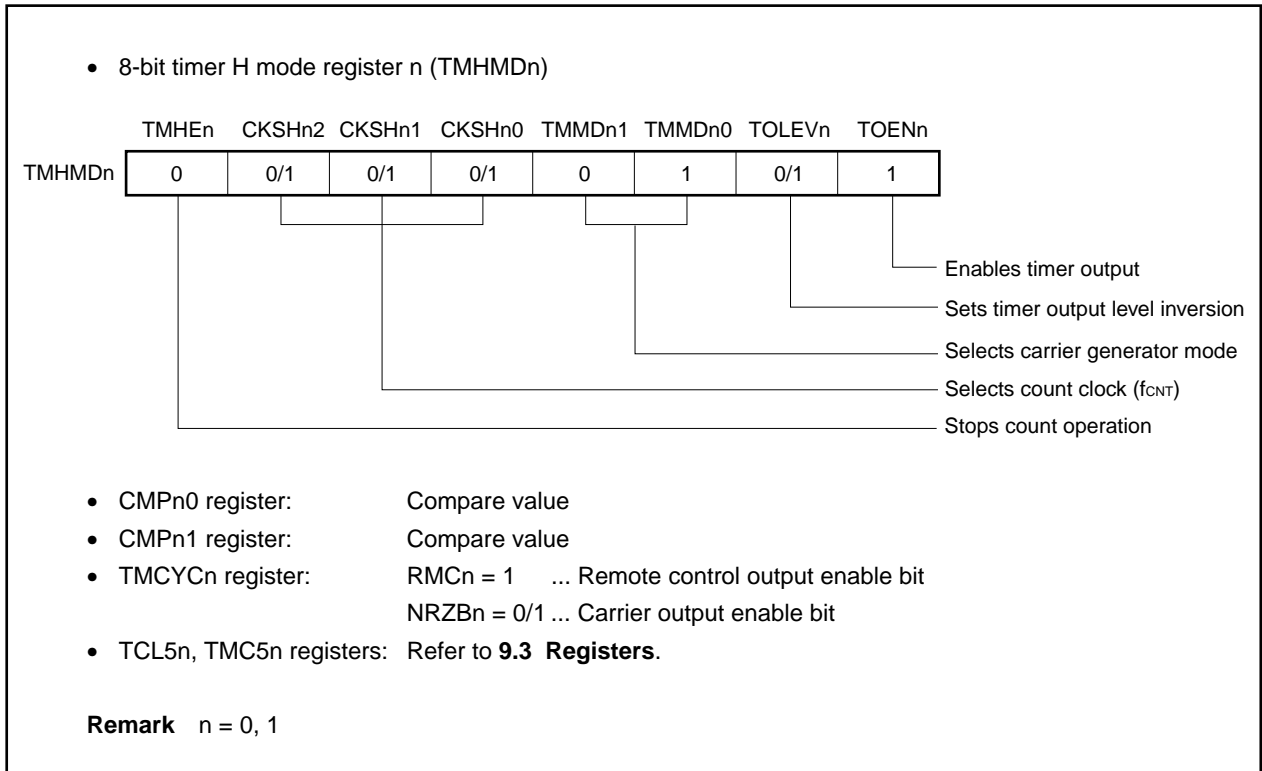 • 8-bit timer H mode register n (TMHMDn)
TMHEn CKSHn2 CKSHn1 CKSHn0 TMMDn1 TMMDn0 TOLEVn TOENn
TMHMDn 0 0/1 0/1 0/1 0 1 0/1 1
Enables timer output
Sets timer output level inversion
Selects carrier generator mode
Selects count clock (fCNT)
Stops count operation
• CMPn0 register: Compare value
• CMPn1 register: Compare value
• TMCYCn register: RMCn = 1 ... Remote control output enable bit
NRZBn = 0/1 ... Carrier output enable bit
• TCL5n, TMC5n registers: Refer to 9.3 Registers.
Remark n = 0, 1